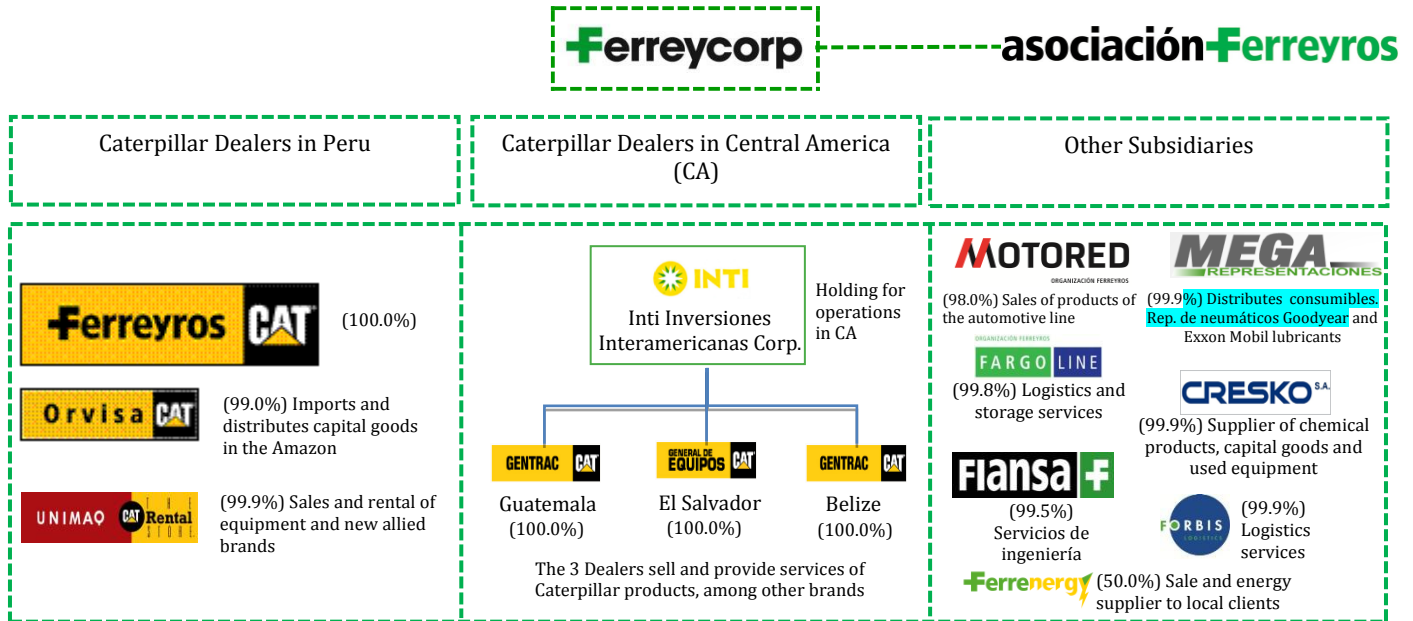 Ferreycorp
asociación Ferreyros
Caterpillar Dealers in Peru
Caterpillar Dealers in Central America
(CA)
Other Subsidiaries
Ferreyros CAT
(100.0%)
Orvisa CAT
(99.0%) Imports and
distributes capital goods
in the Amazon
UNIMAQ CAT THE
Rental
STORE
(99.9%) Sales and rental of
equipment and new allied
brands
INTI
Inti Inversiones
Interamericanas Corp.
Holding for
operations
in CA
GENTRAC CAT
Guatemala
(100.0%)
GENERAL DE
EQUIPOS CAT
El Salvador
(100.0%)
GENTRAC CAT
Belize
(100.0%)
The 3 Dealers sell and provide services of
Caterpillar products, among other brands
MOTORED
ORGANIZACIÓN FERREYROS
(98.0%) Sales of products of
the automotive line
MEGA
REPRESENTACIONES
(99.9%) Distributes consumibles.
Rep. de neumáticos Goodyear and
Exxon Mobil lubricants
ORGANIZACIÓN FERREYROS
FARGO LINE
(99.8%) Logistics and
storage services
CRESKO S.A.
(99.9%) Supplier of chemical
products, capital goods and
used equipment
Fiansa
(99.5%)
Servicios de
ingeniería
FORBIS
LOGISTICS
(99.9%)
Logistics
services
Ferrenergy
(50.0%) Sale and energy
supplier to local clients